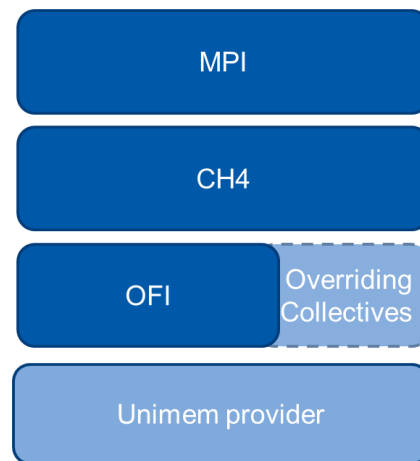 MPI
CH4
OFI
Overriding
Collectives
Unimem provider